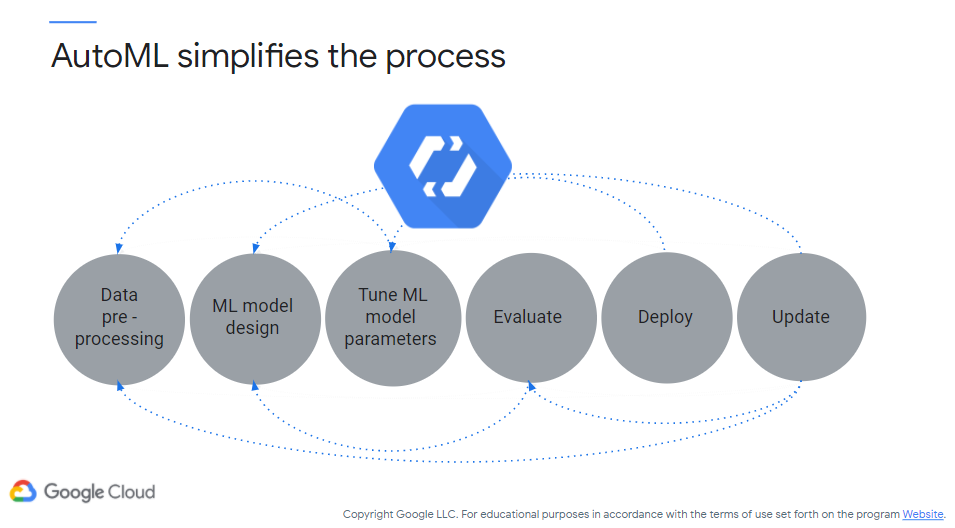 AutoML simplifies the process
Data
pre -
processing
ML model
design
Tune ML
model
parameters
Evaluate
Deploy
Update
Google Cloud
Copyright Google LLC. For educational purposes in accordance with the terms of use set forth on the program Website.